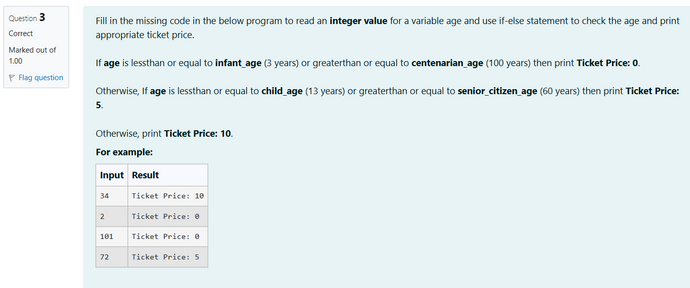 Question 3
Correct
Marked out of
1.00
Flag question
Fill in the missing code in the below program to read an integer value for a variable age and use if-else statement to check the age and print
appropriate ticket price.
If age is lessthan or equal to infant_age (3 years) or greaterthan or equal to centenarian_age (100 years) then print Ticket Price: 0.
Otherwise, If age is lessthan or equal to child_age (13 years) or greaterthan or equal to senior_citizen_age (60 years) then print Ticket Price:
5.
Otherwise, print Ticket Price: 10.
For example:
Input Result
34 Ticket Price: 10
2 Ticket Price: 0
101 Ticket Price: 0
72 Ticket Price: 5